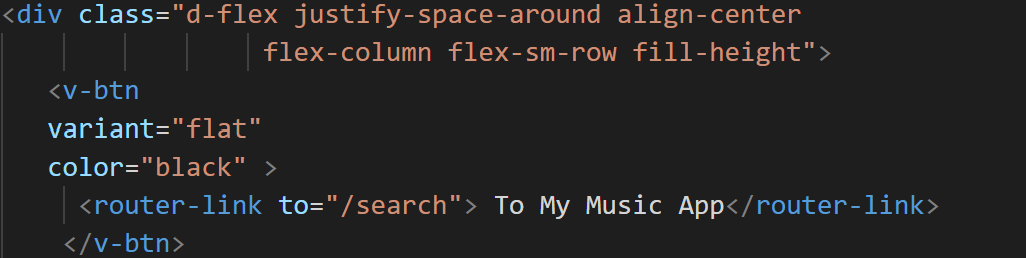 <div class="d-flex justify-space-around align-center
flex-column flex-sm-row fill-height">
<v-btn
variant="flat"
color="black" >
<router-link to="/search"> To My Music App</router-link>
</v-btn>